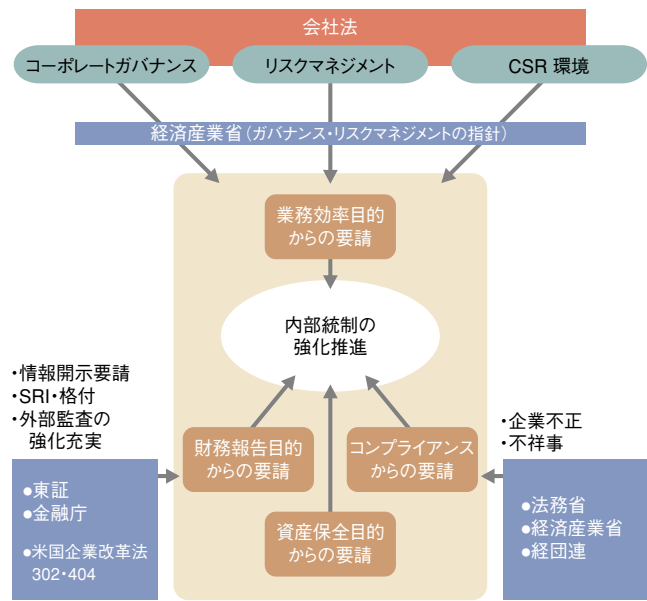 会社法
コーポレートガバナンス
リスクマネジメント
CSR 環境
経済産業省（ガバナンス・リスクマネジメントの指針）
業務効率目的
からの要請
内部統制の
強化推進
・情報開示要請
・SRI・格付
・外部監査の
強化充実
・企業不正
・不祥事
財務報告目的
からの要請
コンプライアンス
からの要請
●東証
●金融庁
●米国企業改革法
302・404
資産保全目的
からの要請
●法務省
●経済産業省
●経団連